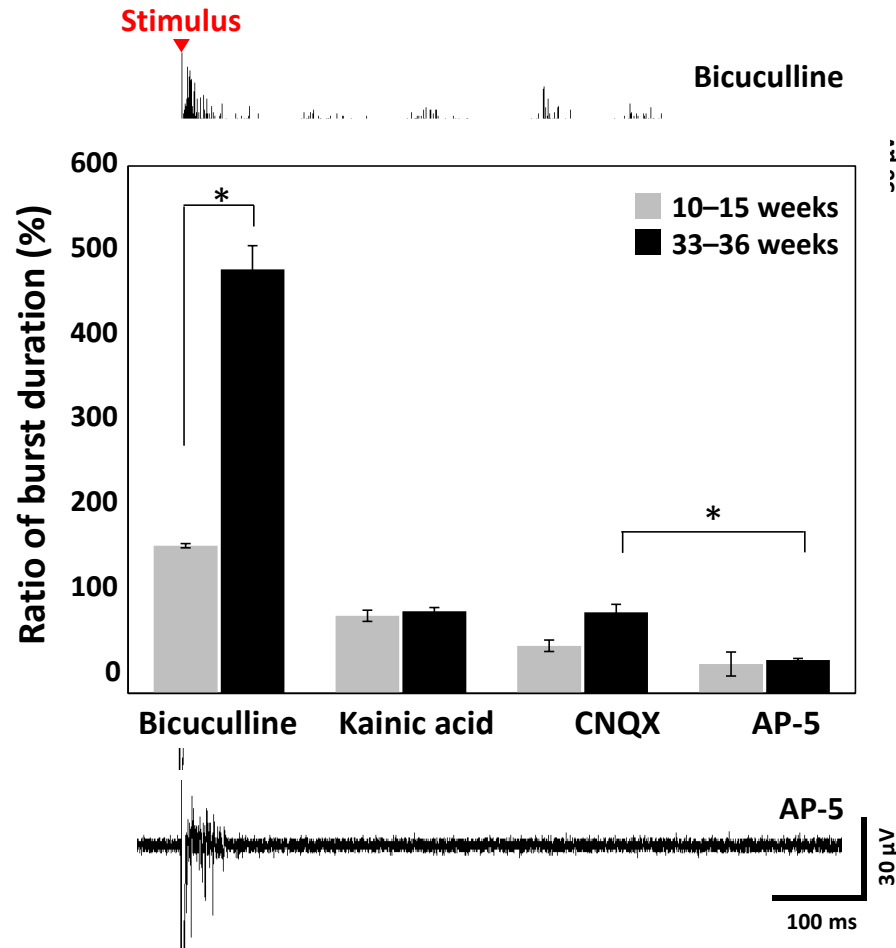 Stimulus
Bicuculline
600
500
400
300
200
100
0
Ratio of burst duration (%)
*
*
10–15 weeks
33–36 weeks
Bicuculline
Kainic acid
CNQX
AP-5
AP-5
30 µV
100 ms